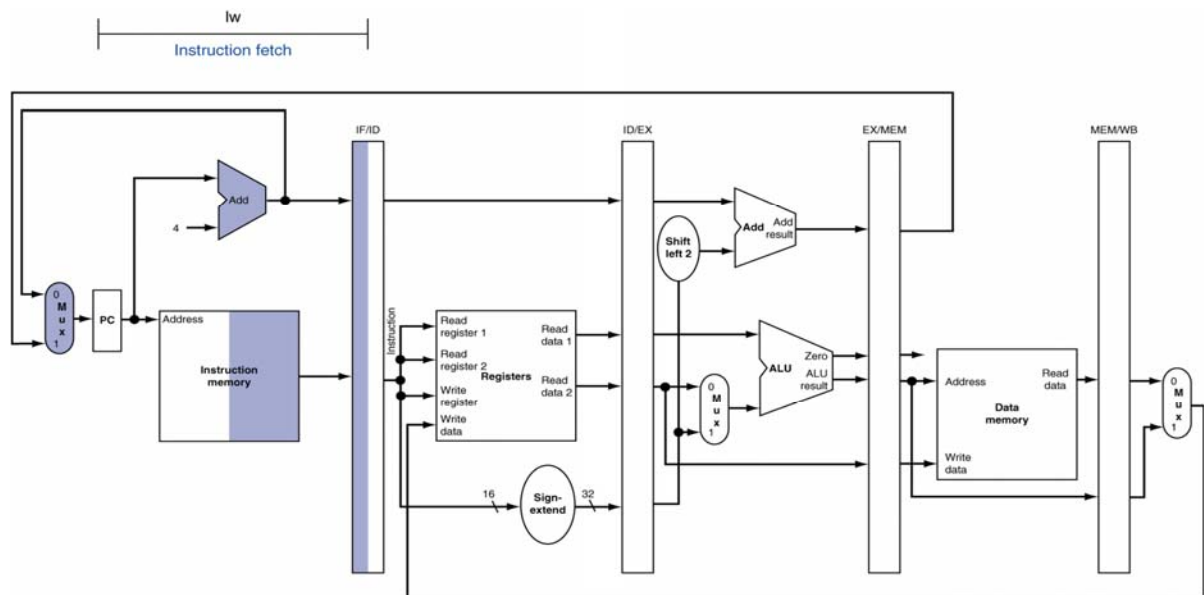 lw
Instruction fetch
IF/ID
ID/EX
EX/MEM
MEM/WB
Add
4
Shift
left 2
Add
Add
result
0
M
u
x
1
PC
Address
Instruction
memory
Instruction
Read
register 1
Read
register 2
Write
register
Write
data
Registers
Read
data 1
Read
data 2
16
Sign-
extend
32
0
M
u
x
1
ALU
Zero
ALU
result
Address
Write
data
Data
memory
Read
data
0
M
u
x
1